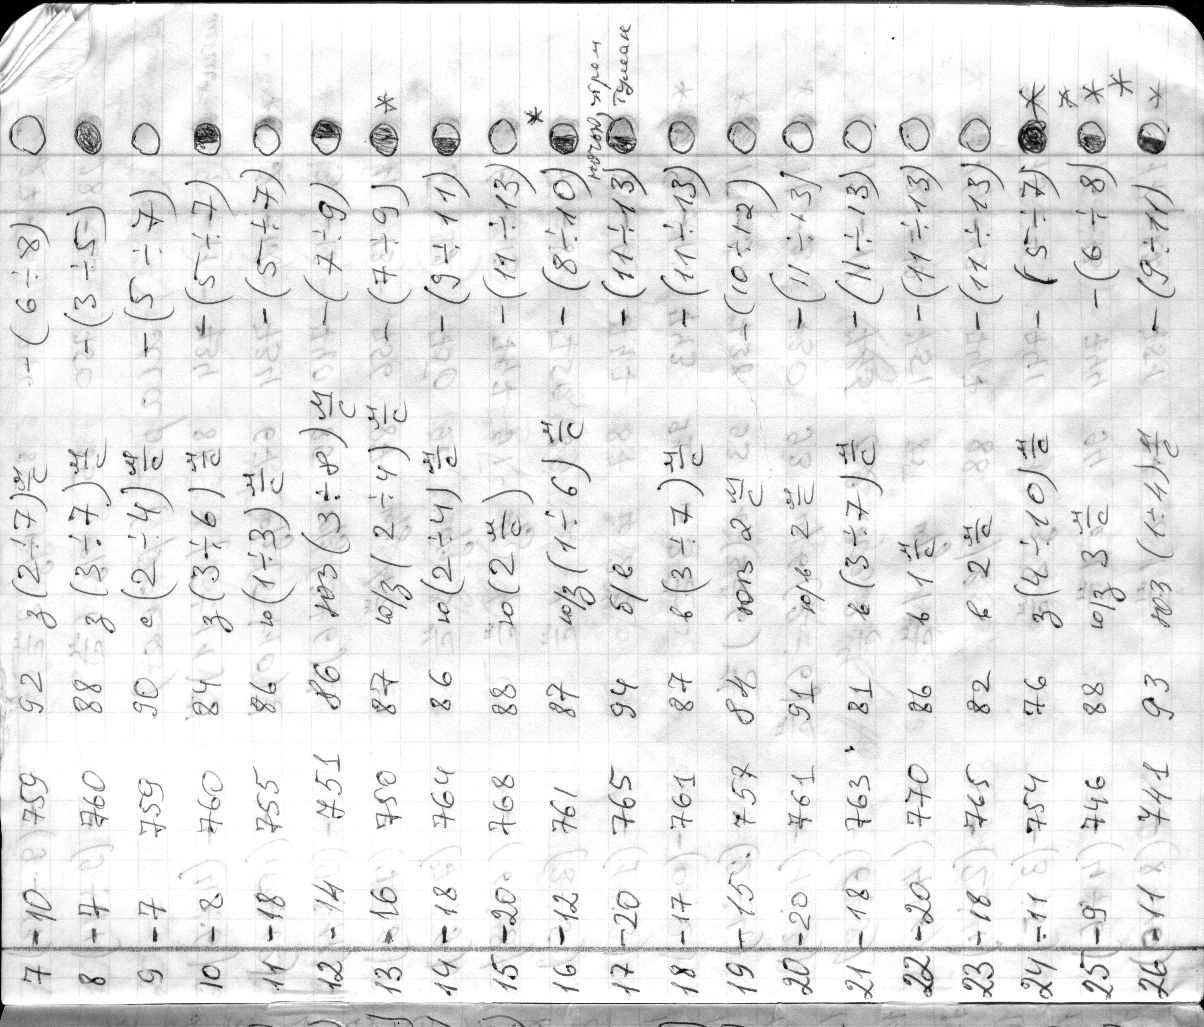 7 -10 759 92 з (2÷7) м/с -(6÷8)
8 -7 760 88 з (3÷7) м/с -(3÷5)
9 -7 759 90 с (2÷4) м/с -(5÷7)
10 -8 760 84 з (3÷6) м/с -(5÷7)
11 -18 755 86 ю (1÷3) м/с -(5÷7)
12 -14 751 86 юз (3÷8) м/с -(7÷9)
13 -16 750 87 ю/з (2÷4) м/с -(7÷9) *
14 -18 764 86 ю (2÷4) м/с -(9÷11)
15 -20 768 88 ю (2 м/с) -(11÷13)
16 -12 761 87 ю/з (1÷6) м/с -(8÷10) *
17 -20 765 94 б/в -(11÷13) ночью, утром туман
18 -17 761 87 в (3÷7) м/с -(11÷13)
19 -15 757 84 юв 2 м/с -(10÷12)
20 -20 761 91 ю/в 2 м/с -(11÷13)
21 -18 763 81 в (3÷7) м/с -(11÷13)
22 -20 770 86 в 1 м/с -(11÷13)
23 -18 765 82 в 2 м/с -(11÷13)
24 -11 754 76 з (4÷10) м/с -(5÷7) *
25 -9 746 88 ю/з 3 м/с -(6÷8) * * *
26 -11 741 93 юз (1÷4) м/с -(9÷11) *